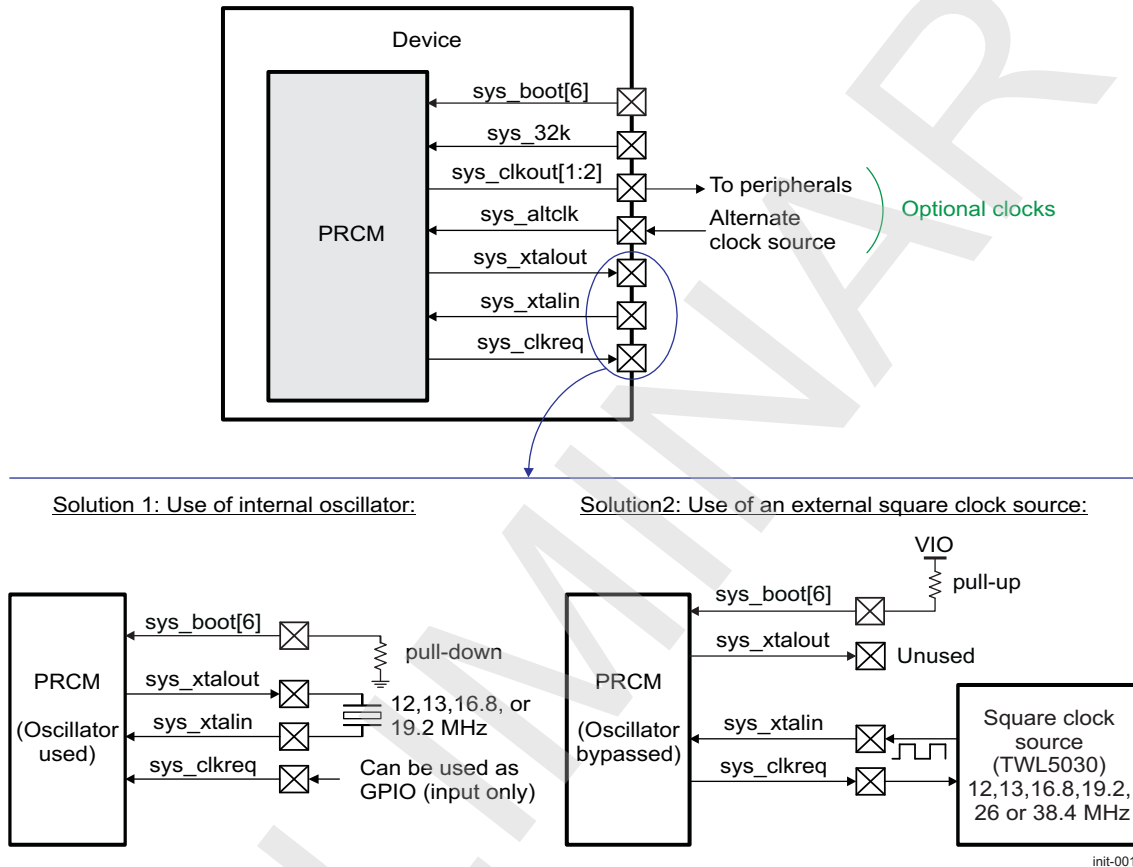 Device
sys_boot[6]
sys_32k
sys_clkout[1:2]
To peripherals
sys_altclk
Alternate
clock source
Optional clocks
PRCM
sys_xtalout
sys_xtalin
sys_clkreq
Solution 1: Use of internal oscillator:
sys_boot[6]
pull-down
PRCM
(Oscillator
used)
sys_xtalout
12,13,16.8, or
19.2 MHz
sys_xtalin
sys_clkreq
Can be used as
GPIO (input only)
Solution2: Use of an external square clock source:
VIO
pull-up
sys_boot[6]
sys_xtalout
Unused
PRCM
(Oscillator
bypassed)
sys_xtalin
sys_clkreq
Square clock
source
(TWL5030)
12,13,16.8,19.2,
26 or 38.4 MHz
init-001
LIMINAR